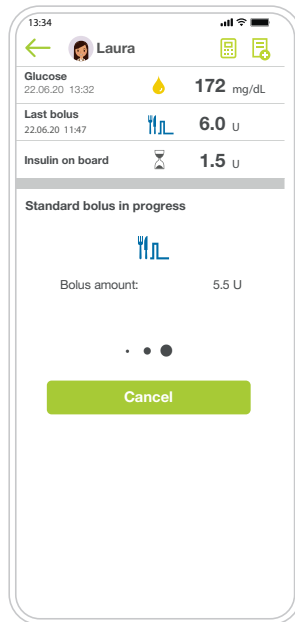 13:34
Laura
Glucose
22.06.20 13:32
172 mg/dL
Last bolus
22.06.20 11:47
6.0 U
Insulin on board
1.5 U
Standard bolus in progress
Bolus amount: 5.5 U
Cancel